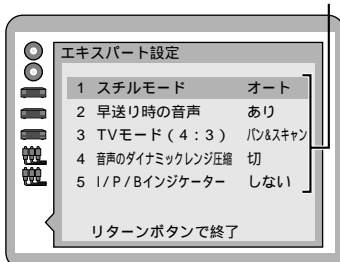 エキスパート設定
1 スチルモード オート
2 早送り時の音声 あり
3 TVモード(4:3) パン&スキャン
4 音声のダイナミックレンジ圧縮 切
5 I/P/Bインジケーター しない
リターンボタンで終了